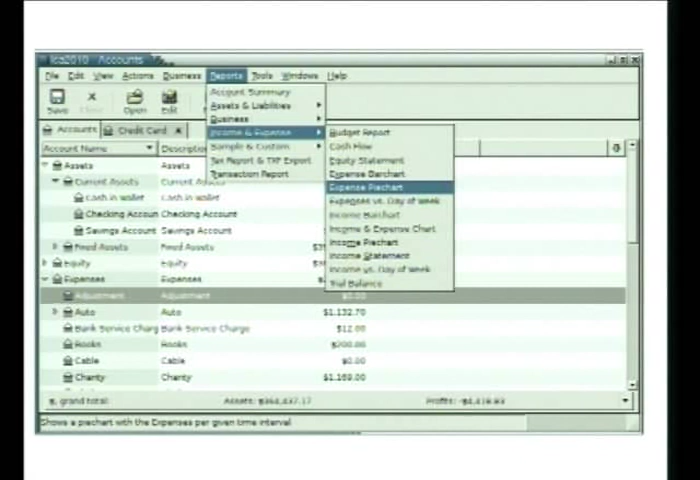 lca2010 - Accounts
File Edit View Actions Business Reports Tools Windows Help
Save Close Open Edit
Accounts Credit Card
Account Name Description
Account Summary
Assets & Liabilities
Business
Income & Expense
Sample & Custom
Tax Report & TXF Export
Transaction Report
Budget Report
Cash Flow
Equity Statement
Expense Barchart
Expense Piechart
Expenses vs. Day of Week
Income Barchart
Income & Expense Chart
Income Piechart
Income Statement
Income vs. Day of Week
Trial Balance
Assets Assets
Current Assets Current Assets
Cash in Wallet Cash in Wallet
Checking Accoun Checking Account
Savings Account Savings Account
Fixed Assets Fixed Assets
Equity Equity
Expenses Expenses
Adjustment Adjustment $0.00
Auto Auto $1,132.70
Bank Service Charg Bank Service Charge $12.00
Books Books $200.00
Cable Cable $0.00
Charity Charity
$, grand total: Assets: Profits:
Shows a piechart with the Expenses per given time interval